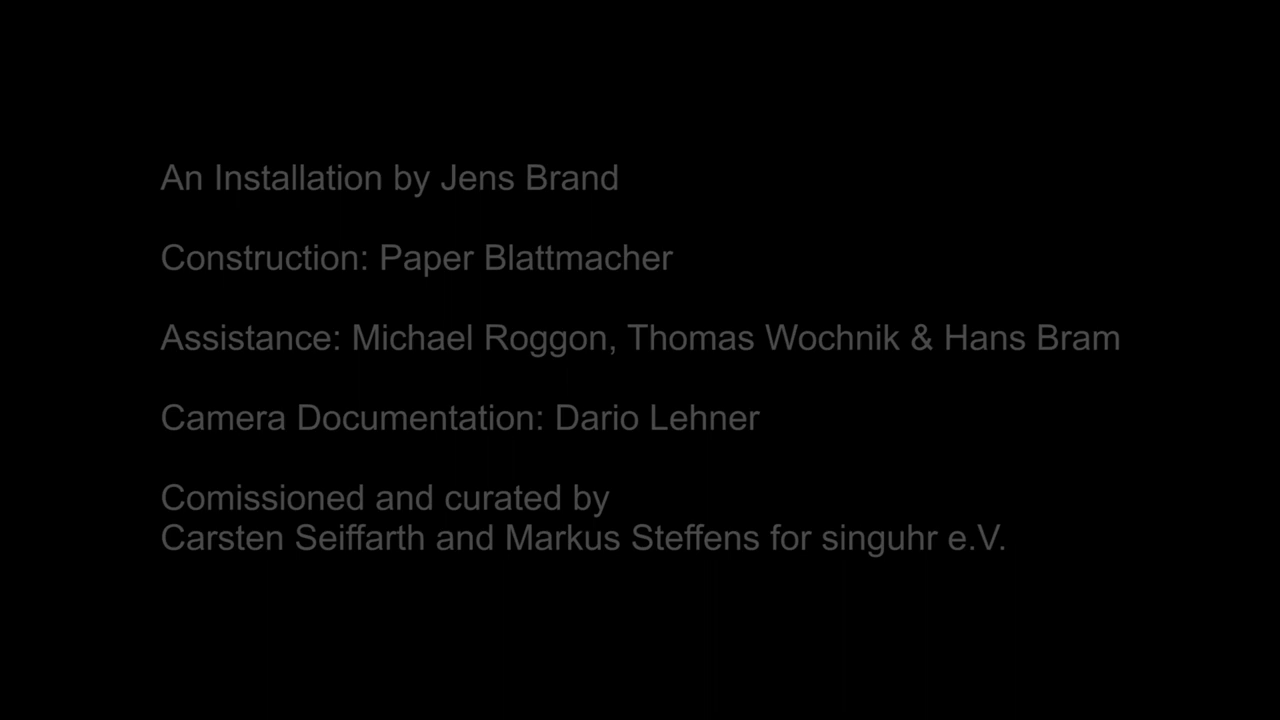 An Installation by Jens Brand
Construction: Paper Blattmacher
Assistance: Michael Roggon, Thomas Wochnik & Hans Bram
Camera Documentation: Dario Lehner
Comissioned and curated by
Carsten Seiffarth and Markus Steffens for singuhr e.V.